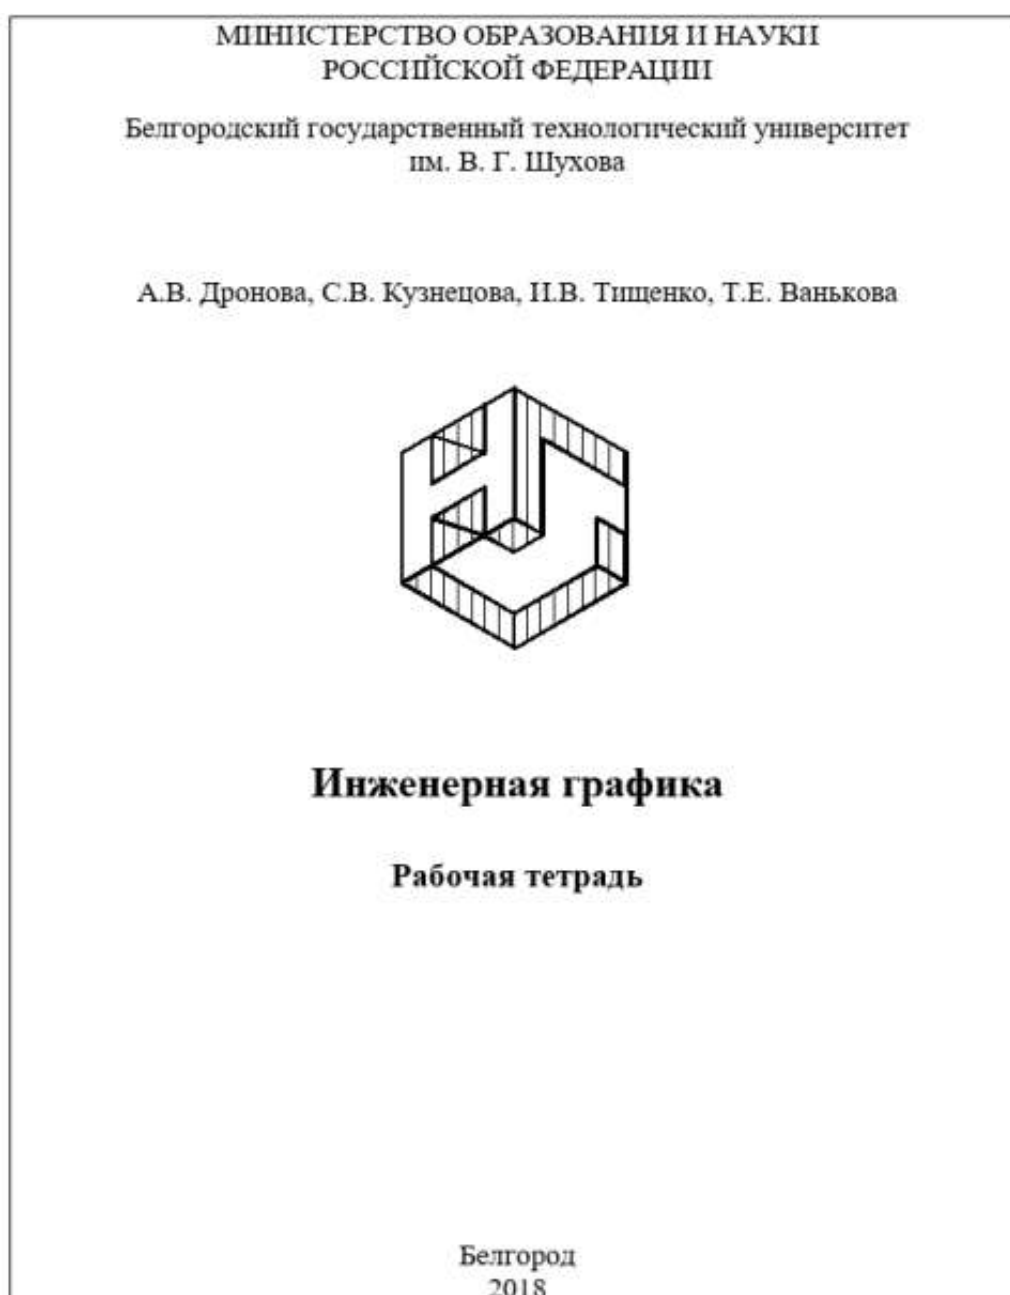 МИНИСТЕРСТВО ОБРАЗОВАНИЯ И НАУКИ
РОССИЙСКОЙ ФЕДЕРАЦИИ
Белгородский государственный технологический университет
им. В. Г. Шухова
А.В. Дронова, С.В. Кузнецова, И.В. Тищенко, Т.Е. Ванькова
Инженерная графика
Рабочая тетрадь
Белгород
2018